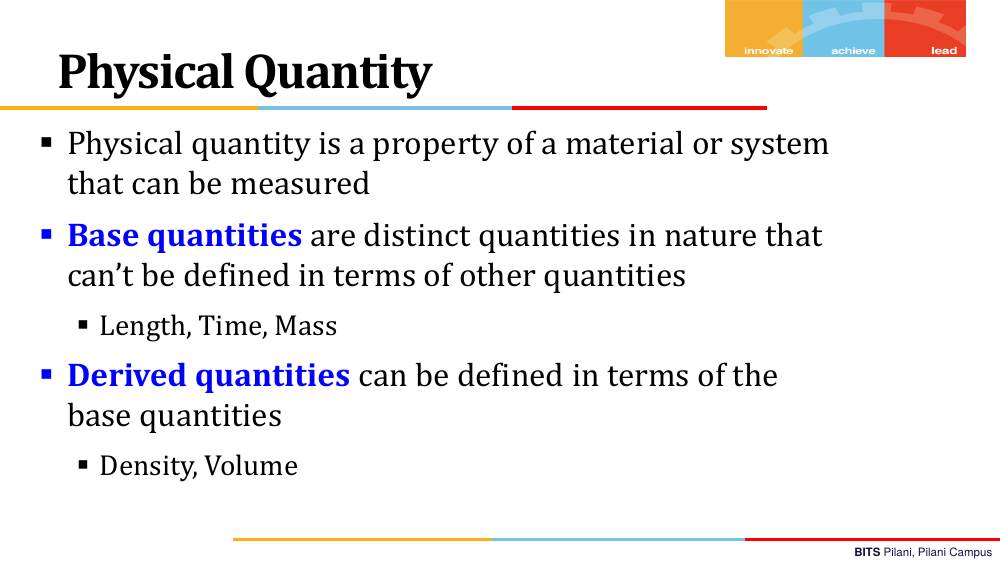 innovate achieve lead
Physical Quantity
▪ Physical quantity is a property of a material or system
that can be measured
▪ Base quantities are distinct quantities in nature that
can’t be defined in terms of other quantities
▪ Length, Time, Mass
▪ Derived quantities can be defined in terms of the
base quantities
▪ Density, Volume
BITS Pilani, Pilani Campus